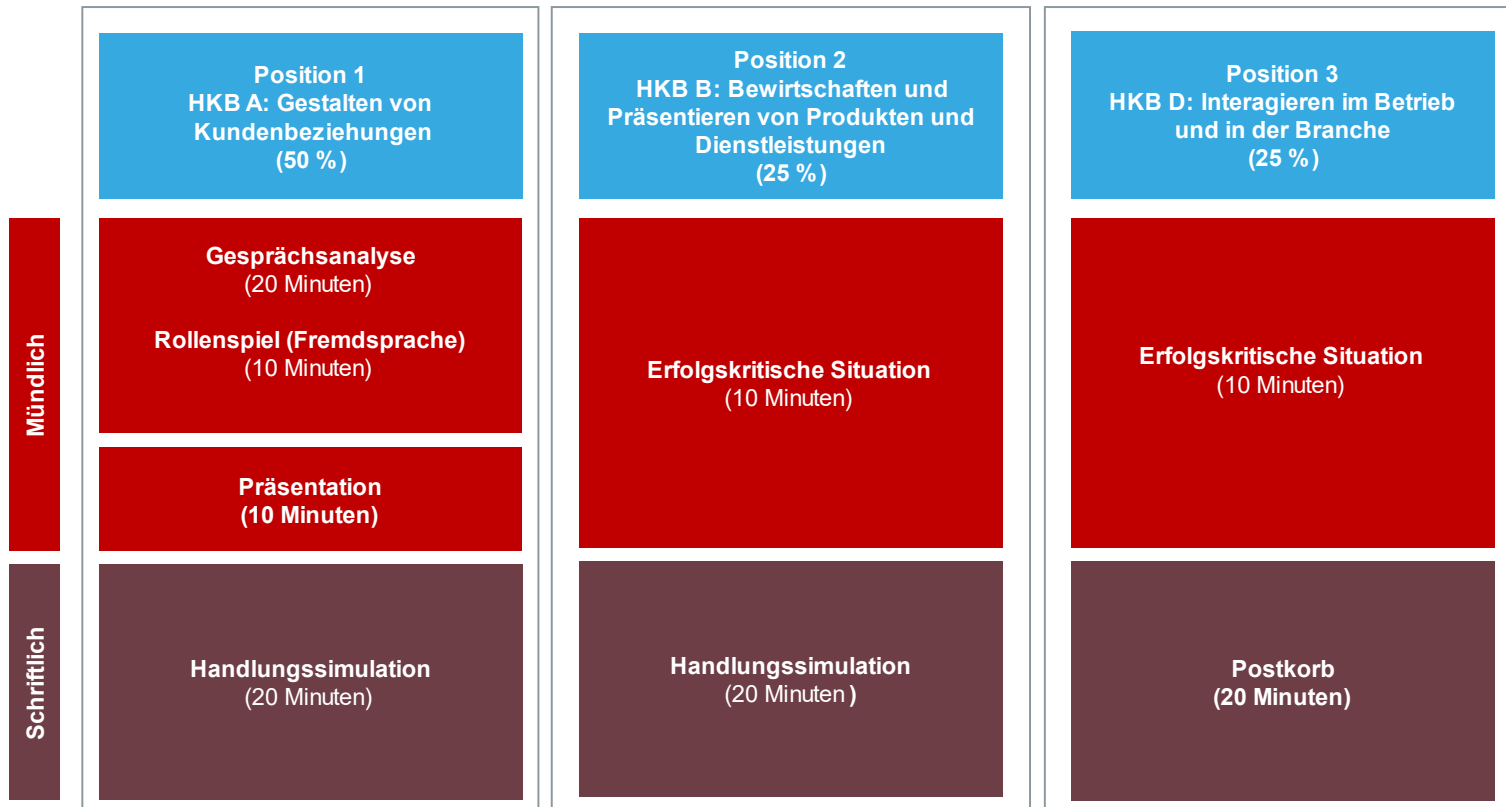 Position 1
HKB A: Gestalten von
Kundenbeziehungen
(50 %)
Position 2
HKB B: Bewirtschaften und
Präsentieren von Produkten und
Dienstleistungen
(25 %)
Position 3
HKB D: Interagieren im Betrieb
und in der Branche
(25 %)
Mündlich
Gesprächsanalyse
(20 Minuten)
Rollenspiel (Fremdsprache)
(10 Minuten)
Präsentation
(10 Minuten)
Erfolgskritische Situation
(10 Minuten)
Erfolgskritische Situation
(10 Minuten)
Schriftlich
Handlungssimulation
(20 Minuten)
Handlungssimulation
(20 Minuten )
Postkorb
(20 Minuten)